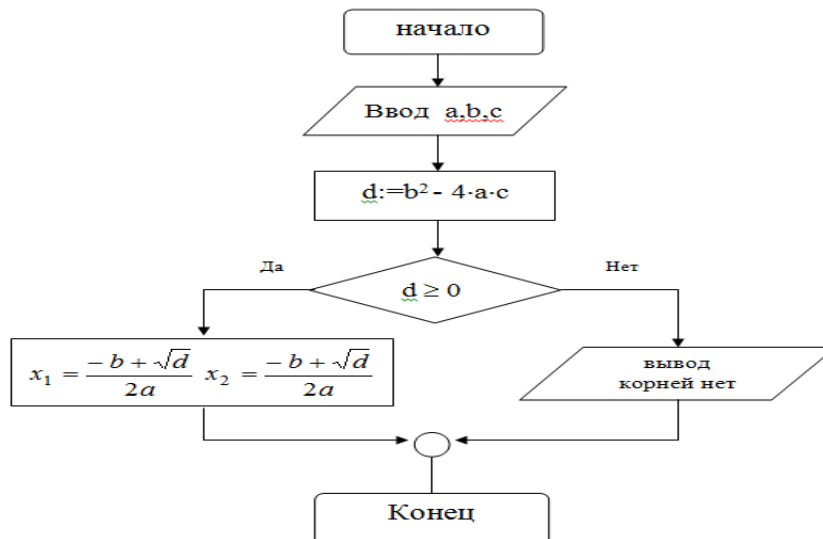 начало
Ввод a,b,c
d:=b² - 4·a·c
Да
Нет
d ≥ 0
x₁ = (-b + √d)/2a x₂ = (-b + √d)/2a
вывод
корней нет
Конец